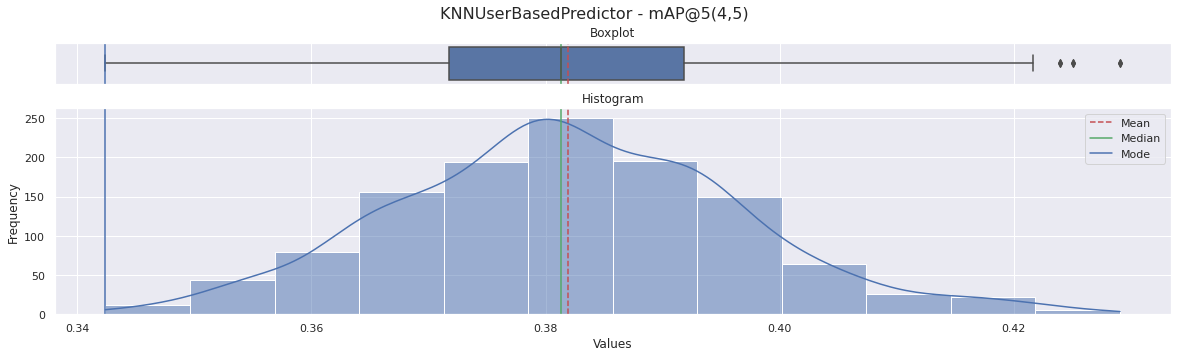 KNNUserBasedPredictor - mAP@5(4,5)
Boxplot
Histogram
250
200
150
100
50
0
Frequency
Mean
Median
Mode
0.34 0.36 0.38 0.40 0.42
Values